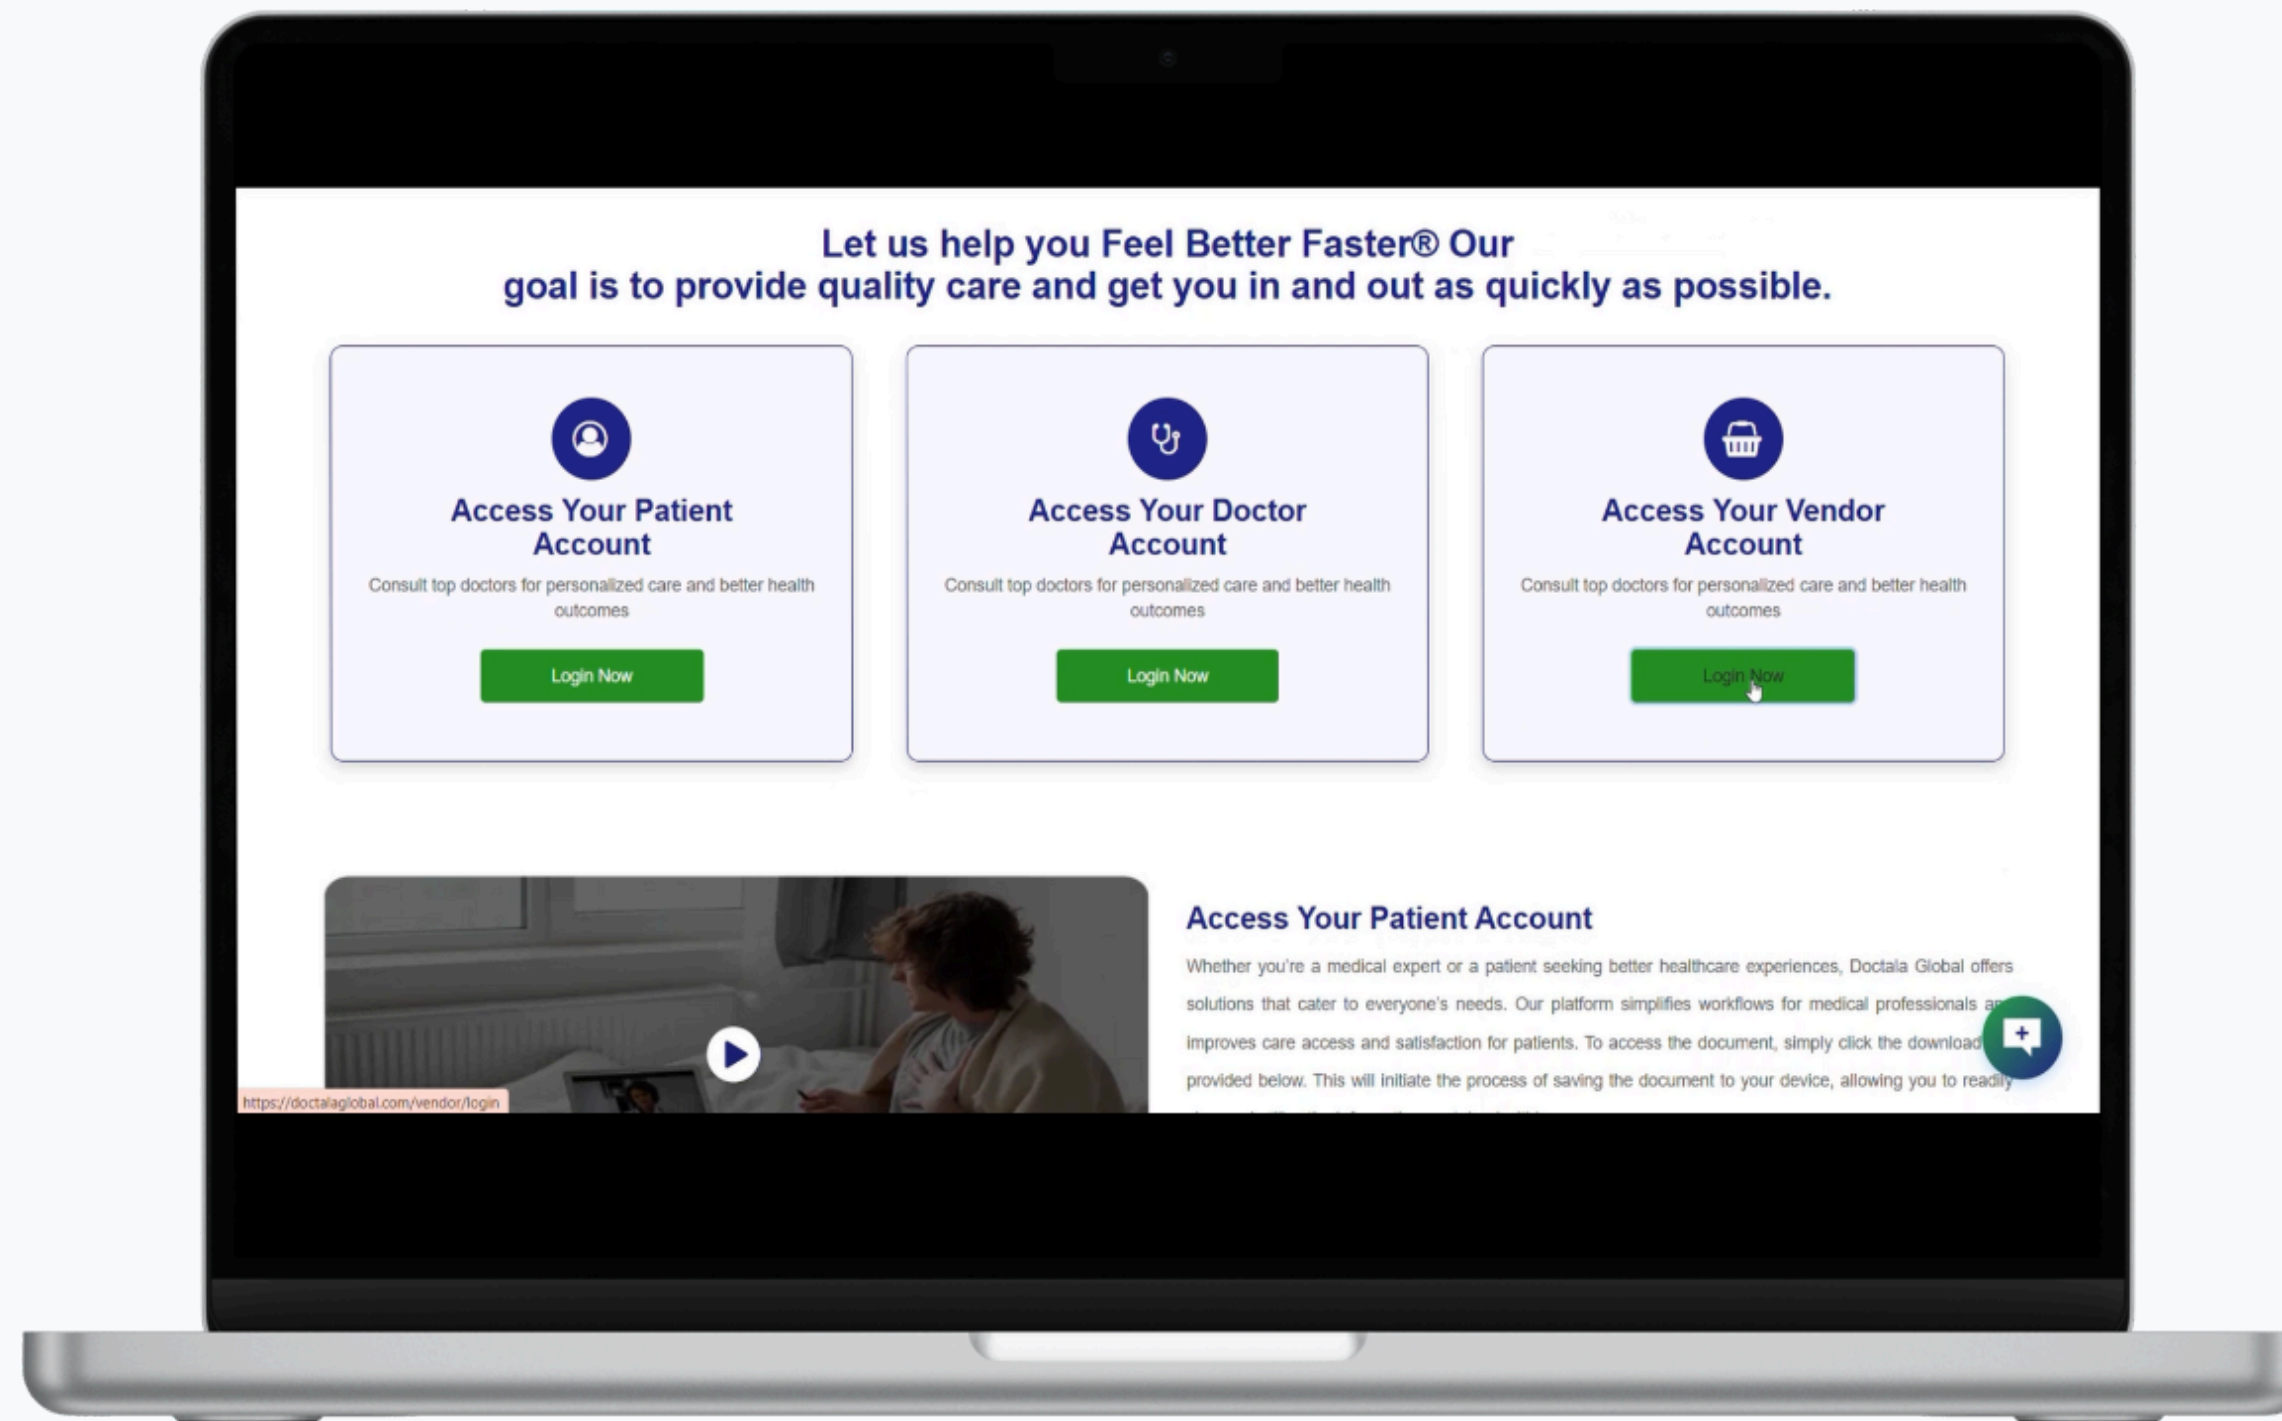 Let us help you Feel Better Faster® Our
goal is to provide quality care and get you in and out as quickly as possible.
Access Your Patient
Account
Consult top doctors for personalized care and better health
outcomes
Login Now
Access Your Doctor
Account
Consult top doctors for personalized care and better health
outcomes
Login Now
Access Your Vendor
Account
Consult top doctors for personalized care and better health
outcomes
Login Now
Access Your Patient Account
Whether you're a medical expert or a patient seeking better healthcare experiences, Doctala Global offers
solutions that cater to everyone's needs. Our platform simplifies workflows for medical professionals
improves care access and satisfaction for patients. To access the document, simply click the download
provided below. This will initiate the process of saving the document to your device, allowing you to readily
https://doctalaglobal.com/vendor/login